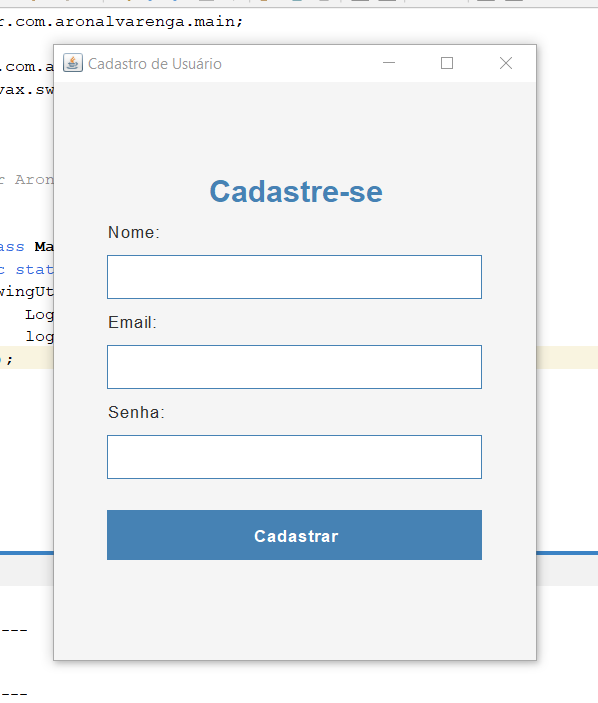 r.com.aronalvarenga.main;
Cadastro de Usuário
.com.a
vax.sw
r Aron
Cadastre-se
Nome:
ass Ma
c stat
wingUt
Log
Email:
log
);
Senha:
Cadastrar
---
---